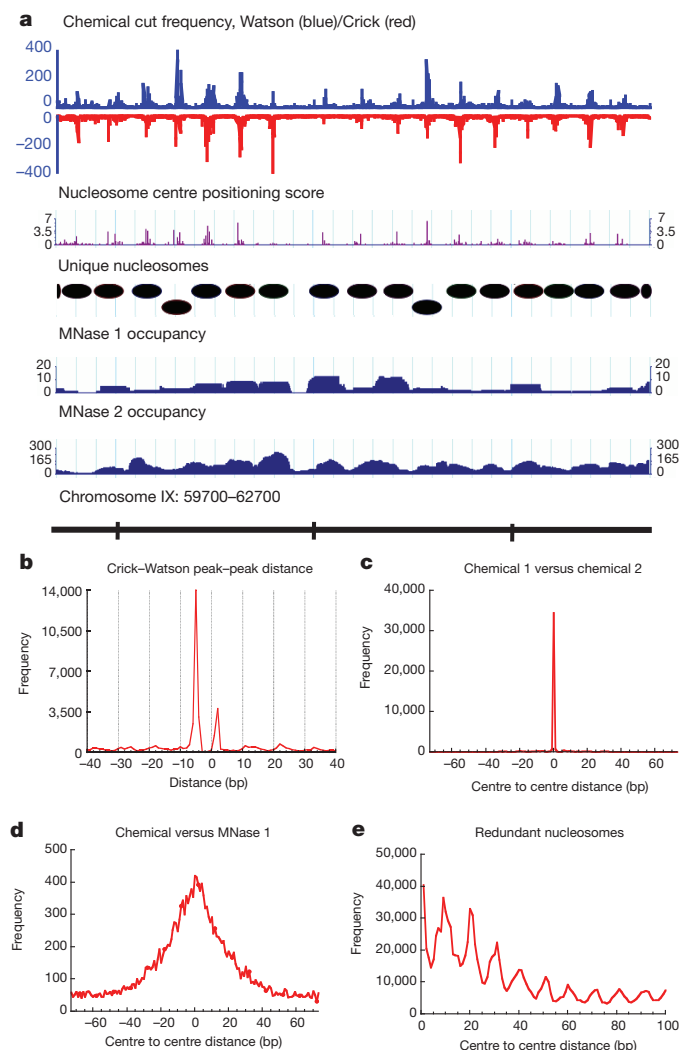 a Chemical cut frequency, Watson (blue)/Crick (red)
400
200
0
0
−200
−400
Nucleosome centre positioning score
7 7
3.5 3.5
0 0
Unique nucleosomes
MNase 1 occupancy
20 20
10 10
0 0
MNase 2 occupancy
300 300
165 165
0 0
Chromosome IX: 59700–62700
b Crick–Watson peak–peak distance
14,000
10,500
7,000
3,500
0
Frequency
−40 −30 −20 −10 0 10 20 30 40
Distance (bp)
c Chemical 1 versus chemical 2
40,000
30,000
20,000
10,000
0
Frequency
−60 −40 −20 0 20 40 60
Centre to centre distance (bp)
d Chemical versus MNase 1
500
400
300
200
100
0
Frequency
−60 −40 −20 0 20 40 60
Centre to centre distance (bp)
e Redundant nucleosomes
50,000
40,000
30,000
20,000
10,000
0
Frequency
0 20 40 60 80 100
Centre to centre distance (bp)